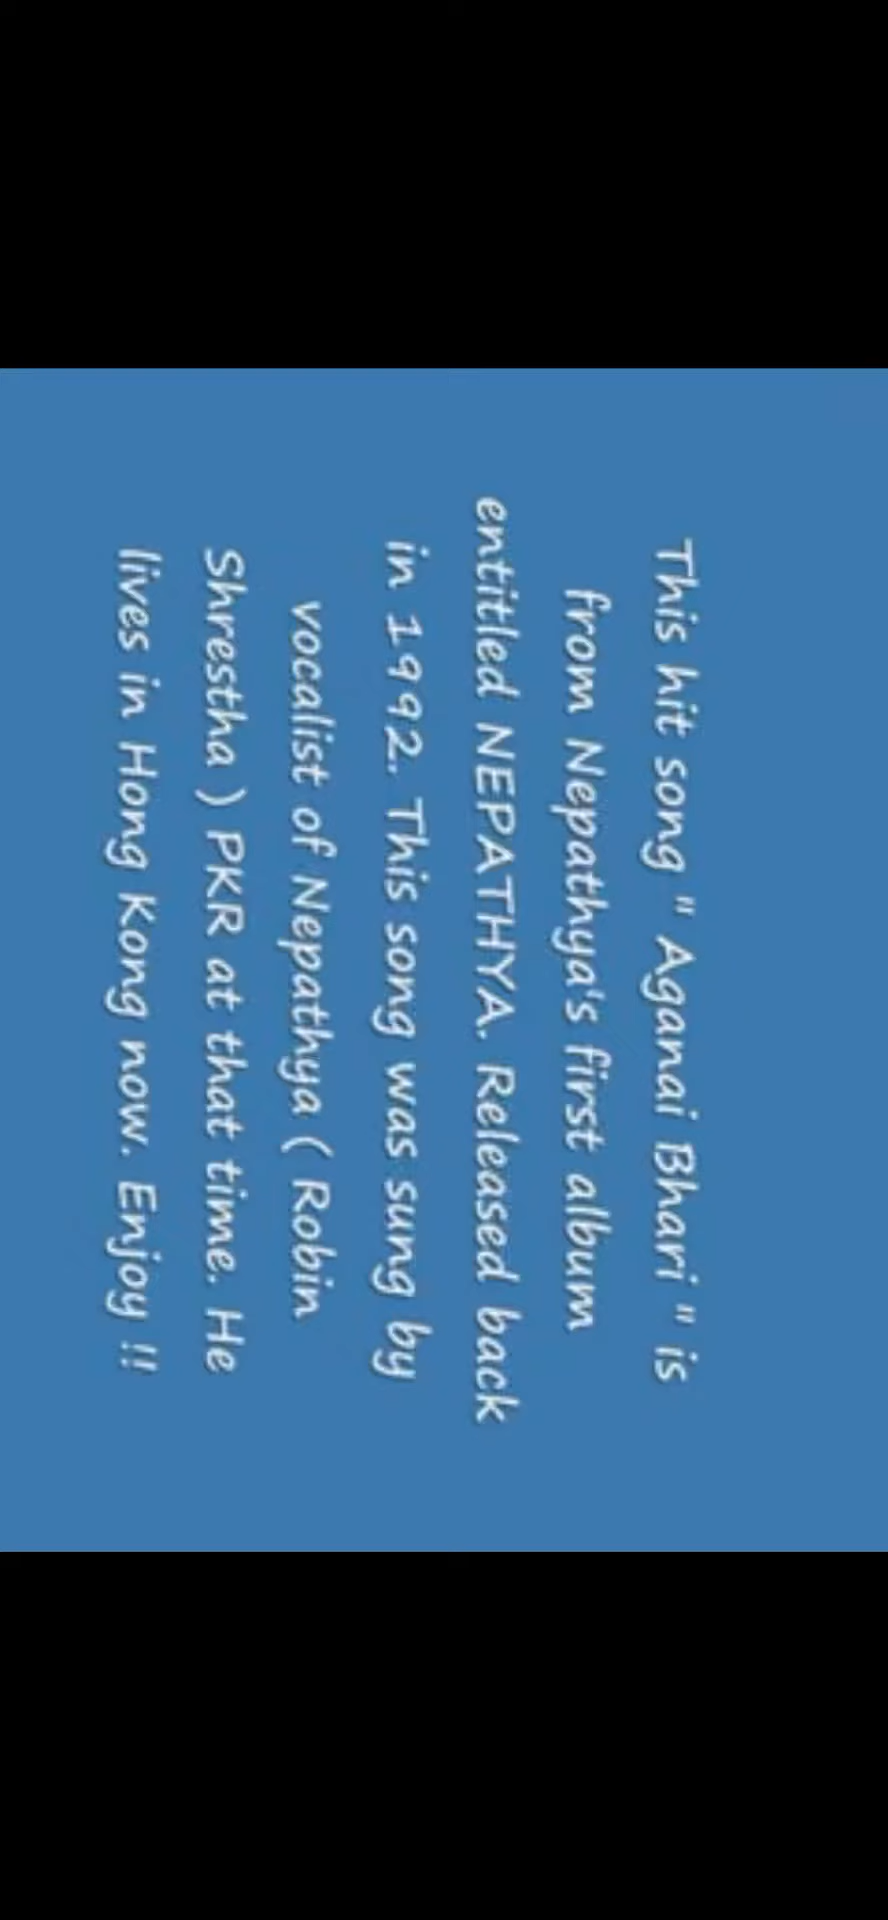 This hit song " Aganai Bhari " is
from Nepathya's first album
entitled NEPATHYA. Released back
in 1992. This song was sung by
vocalist of Nepathya ( Robin
Shrestha ) PKR at that time. He
lives in Hong Kong now. Enjoy !!